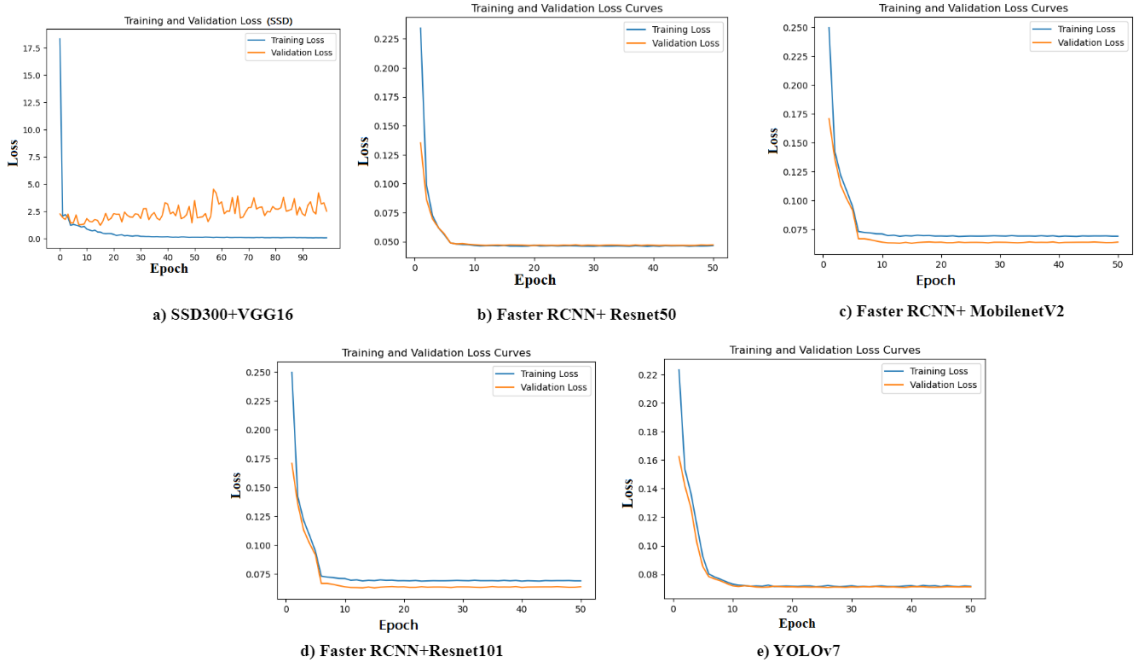 Training and Validation Loss (SSD)
Training Loss
Validation Loss
17.5
15.0
12.5
10.0
7.5
5.0
2.5
0.0
Loss
0 10 20 30 40 50 60 70 80 90
Epoch
a) SSD300+VGG16
Training and Validation Loss Curves
Training Loss
Validation Loss
0.225
0.200
0.175
0.150
0.125
0.100
0.075
0.050
Loss
0 10 20 30 40 50
Epoch
b) Faster RCNN+ Resnet50
Training and Validation Loss Curves
Training Loss
Validation Loss
0.250
0.225
0.200
0.175
0.150
0.125
0.100
0.075
Loss
0 10 20 30 40 50
Epoch
c) Faster RCNN+ MobilenetV2
Training and Validation Loss Curves
Training Loss
Validation Loss
0.250
0.225
0.200
0.175
0.150
0.125
0.100
0.075
Loss
0 10 20 30 40 50
Epoch
d) Faster RCNN+Resnet101
Training and Validation Loss Curves
Training Loss
Validation Loss
0.22
0.20
0.18
0.16
0.14
0.12
0.10
0.08
Loss
0 10 20 30 40 50
Epoch
e) YOLOv7